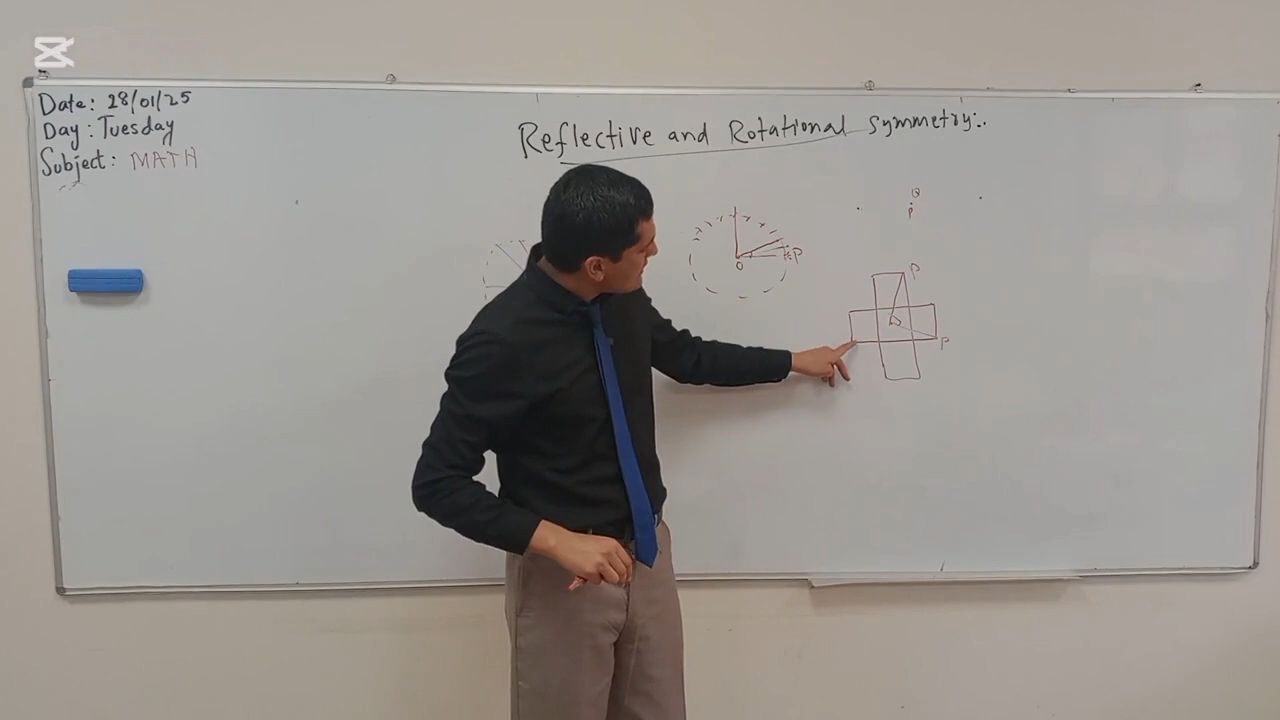 Date: 28/01/25
Day: Tuesday
Subject: MATH
Reflective and Rotational Symmetry:.
P
O
P
P